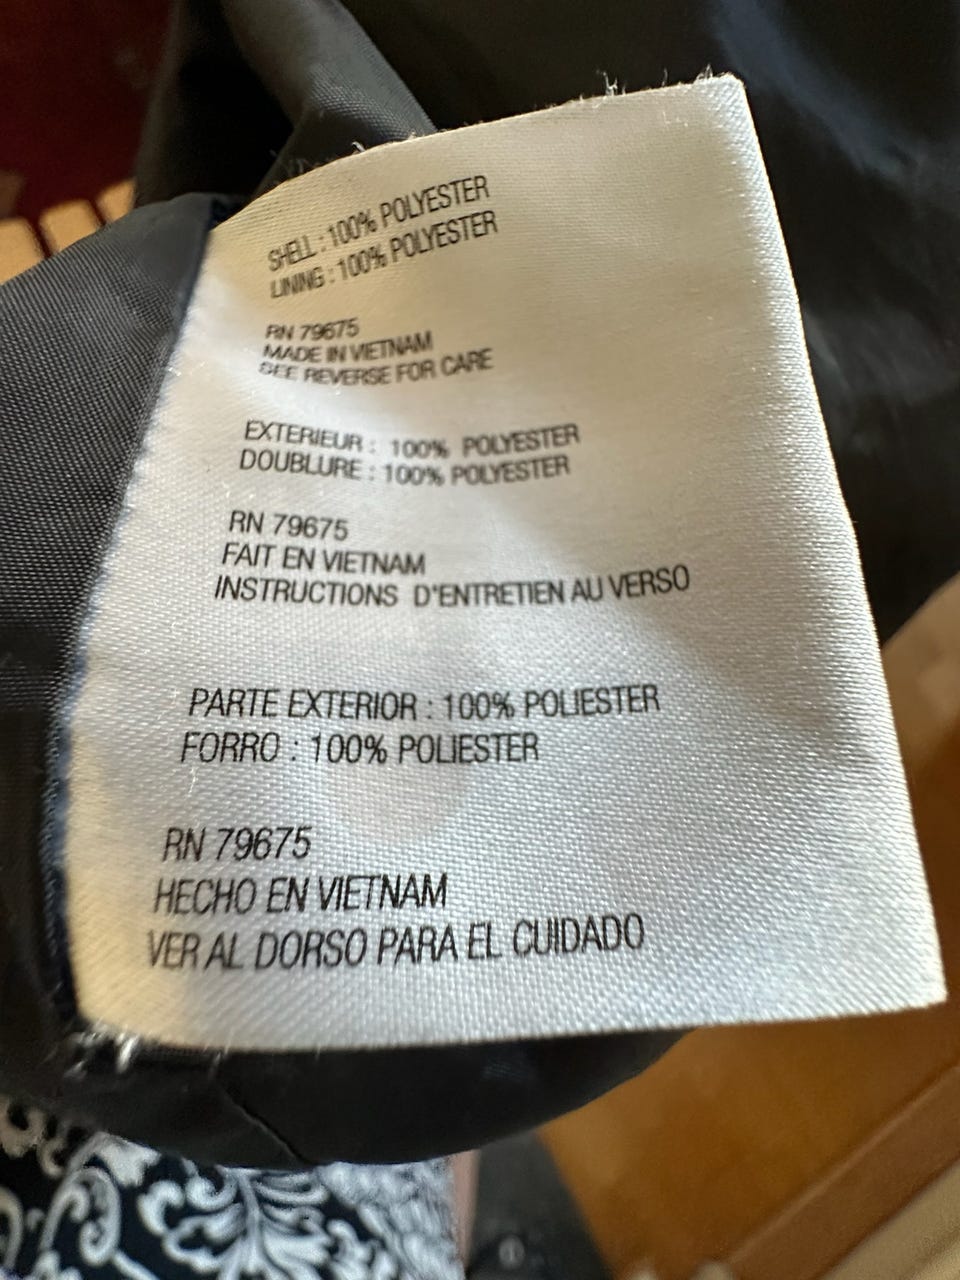 SHELL : 100% POLYESTER
LINING : 100% POLYESTER
RN 79675
MADE IN VIETNAM
SEE REVERSE FOR CARE
EXTERIEUR : 100% POLYESTER
DOUBLURE : 100% POLYESTER
RN 79675
FAIT EN VIETNAM
INSTRUCTIONS D'ENTRETIEN AU VERSO
PARTE EXTERIOR : 100% POLIESTER
FORRO : 100% POLIESTER
RN 79675
HECHO EN VIETNAM
VER AL DORSO PARA EL CUIDADO